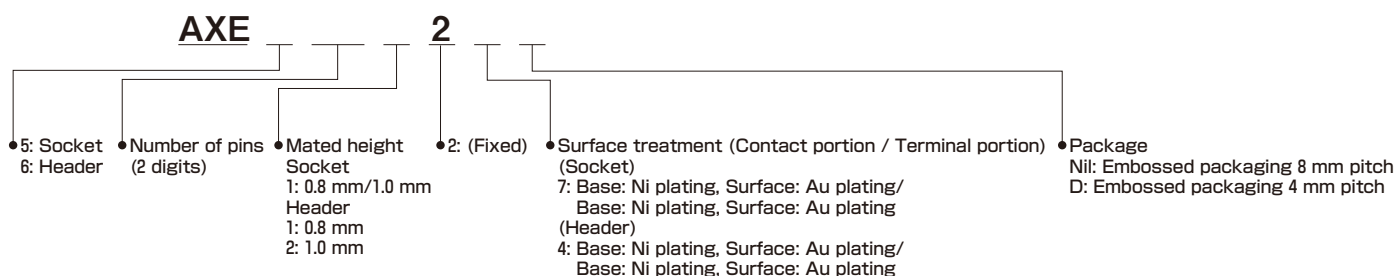 AXE 2
5: Socket
6: Header
Number of pins
(2 digits)
Mated height
Socket
1: 0.8 mm/1.0 mm
Header
1: 0.8 mm
2: 1.0 mm
2: (Fixed)
Surface treatment (Contact portion / Terminal portion)
(Socket)
7: Base: Ni plating, Surface: Au plating/
Base: Ni plating, Surface: Au plating
(Header)
4: Base: Ni plating, Surface: Au plating/
Base: Ni plating, Surface: Au plating
Package
Nil: Embossed packaging 8 mm pitch
D: Embossed packaging 4 mm pitch